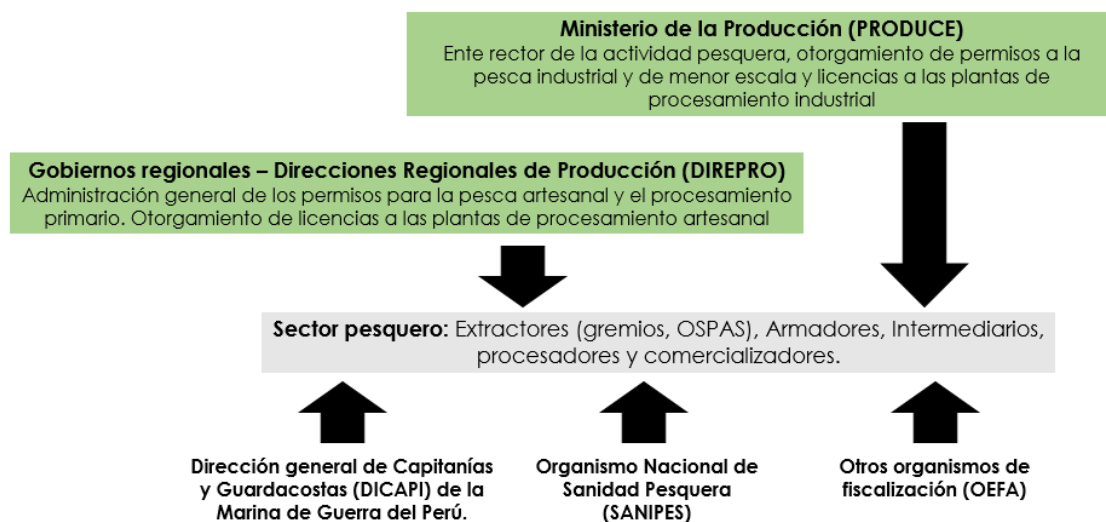 Ministerio de la Producción (PRODUCE)
Ente rector de la actividad pesquera, otorgamiento de permisos a la
pesca industrial y de menor escala y licencias a las plantas de
procesamiento industrial
Gobiernos regionales – Direcciones Regionales de Producción (DIREPRO)
Administración general de los permisos para la pesca artesanal y el procesamiento
primario. Otorgamiento de licencias a las plantas de procesamiento artesanal
Sector pesquero: Extractores (gremios, OSPAS), Armadores, Intermediarios,
procesadores y comercializadores.
Dirección general de Capitanías
y Guardacostas (DICAPI) de la
Marina de Guerra del Perú.
Organismo Nacional de
Sanidad Pesquera
(SANIPES)
Otros organismos de
fiscalización (OEFA)